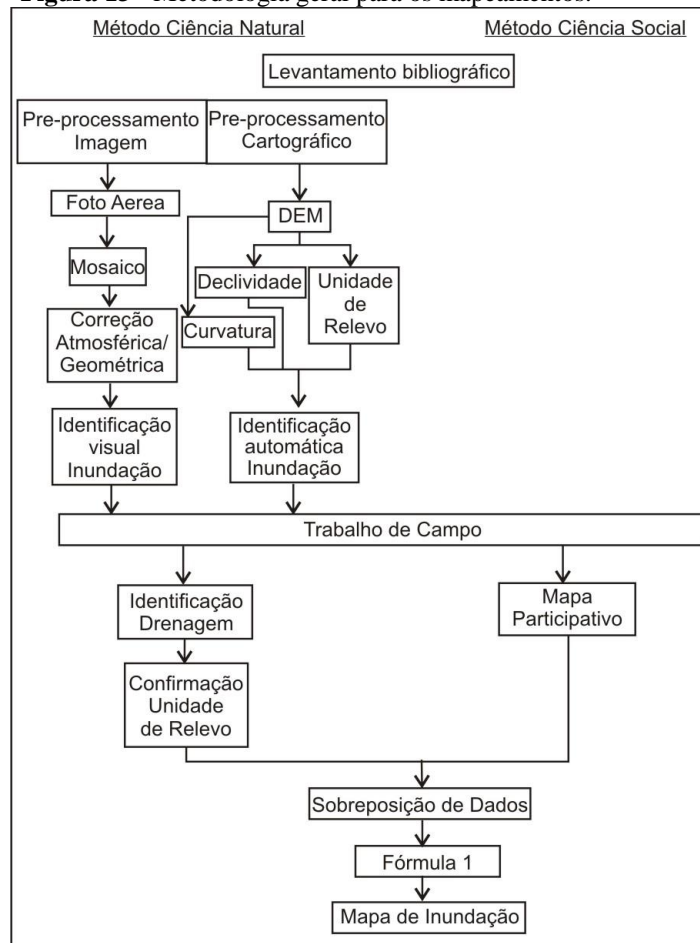 Figura 15 - Metodologia geral para os mapeamentos.
Método Ciência Natural
Método Ciência Social
Levantamento bibliográfico
Pre-processamento
Imagem
Pre-processamento
Cartográfico
Foto Aerea
DEM
Mosaico
Declividade
Unidade
de
Relevo
Correção
Atmosférica/
Geométrica
Curvatura
Identificação
visual
Inundação
Identificação
automática
Inundação
Trabalho de Campo
Identificação
Drenagem
Mapa
Participativo
Confirmação
Unidade
de Relevo
Sobreposição de Dados
Fórmula 1
Mapa de Inundação